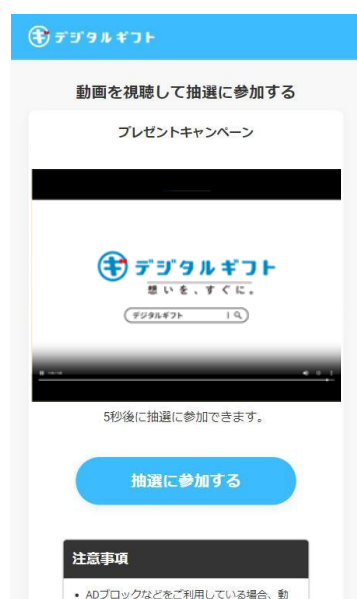 デジタルギフト
動画を視聴して抽選に参加する
プレゼントキャンペーン
デジタルギフト
想いを、すぐに。
デジタルギフト
5秒後に抽選に参加できます。
抽選に参加する
注意事項
• ADブロックなどをご利用している場合、動